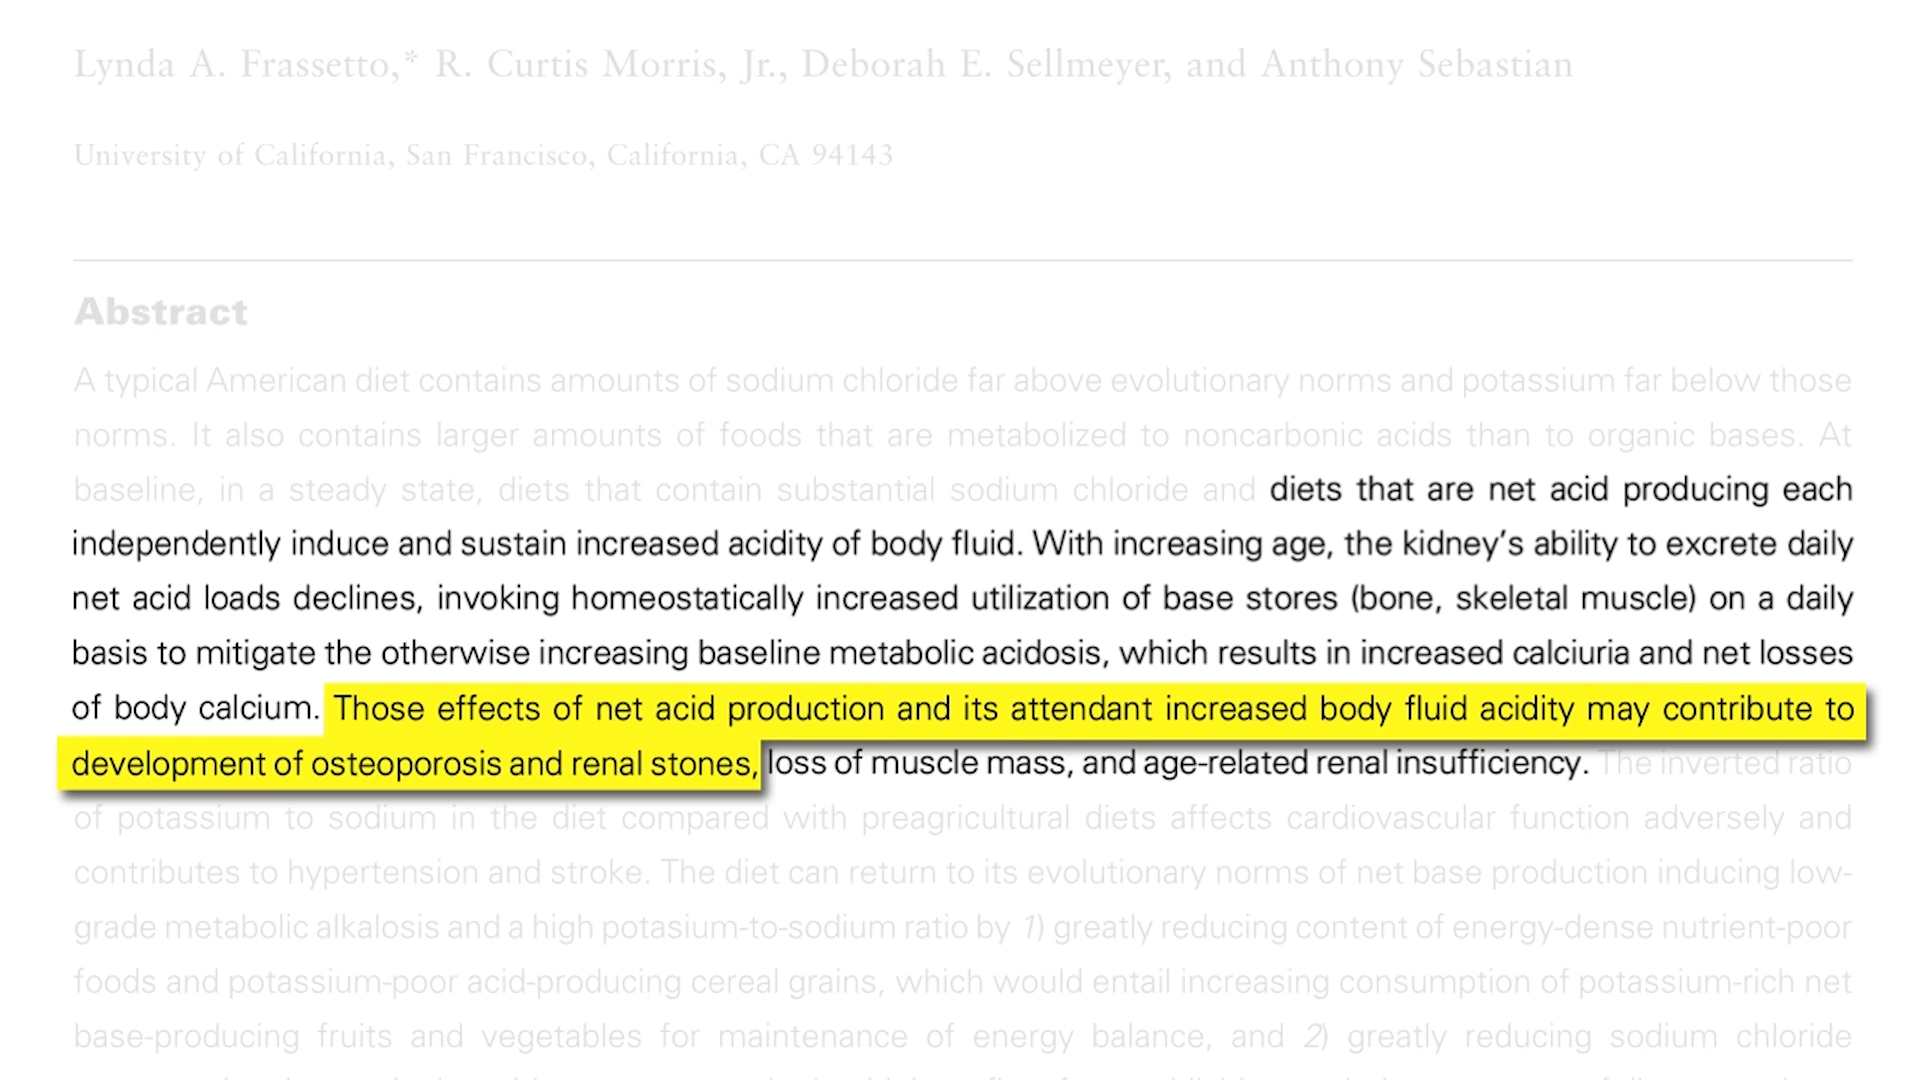 Lynda A. Frassetto,* R. Curtis Morris, Jr., Deborah E. Sellmeyer, and Anthony Sebastian
University of California, San Francisco, California, CA 94143
Abstract
A typical American diet contains amounts of sodium chloride far above evolutionary norms and potassium far below those
norms. It also contains larger amounts of foods that are metabolized to noncarbonic acids than to organic bases. At
baseline, in a steady state, diets that contain substantial sodium chloride and diets that are net acid producing each
independently induce and sustain increased acidity of body fluid. With increasing age, the kidney's ability to excrete daily
net acid loads declines, invoking homeostatically increased utilization of base stores (bone, skeletal muscle) on a daily
basis to mitigate the otherwise increasing baseline metabolic acidosis, which results in increased calciuria and net losses
of body calcium. Those effects of net acid production and its attendant increased body fluid acidity may contribute to
development of osteoporosis and renal stones, loss of muscle mass, and age-related renal insufficiency. The inverted ratio
of potassium to sodium in the diet compared with preagricultural diets affects cardiovascular function adversely and
contributes to hypertension and stroke. The diet can return to its evolutionary norms of net base production inducing low-
grade metabolic alkalosis and a high potasium-to-sodium ratio by 1) greatly reducing content of energy-dense nutrient-poor
foods and potassium-poor acid-producing cereal grains, which would entail increasing consumption of potassium-rich net
base-producing fruits and vegetables for maintenance of energy balance, and 2) greatly reducing sodium chloride